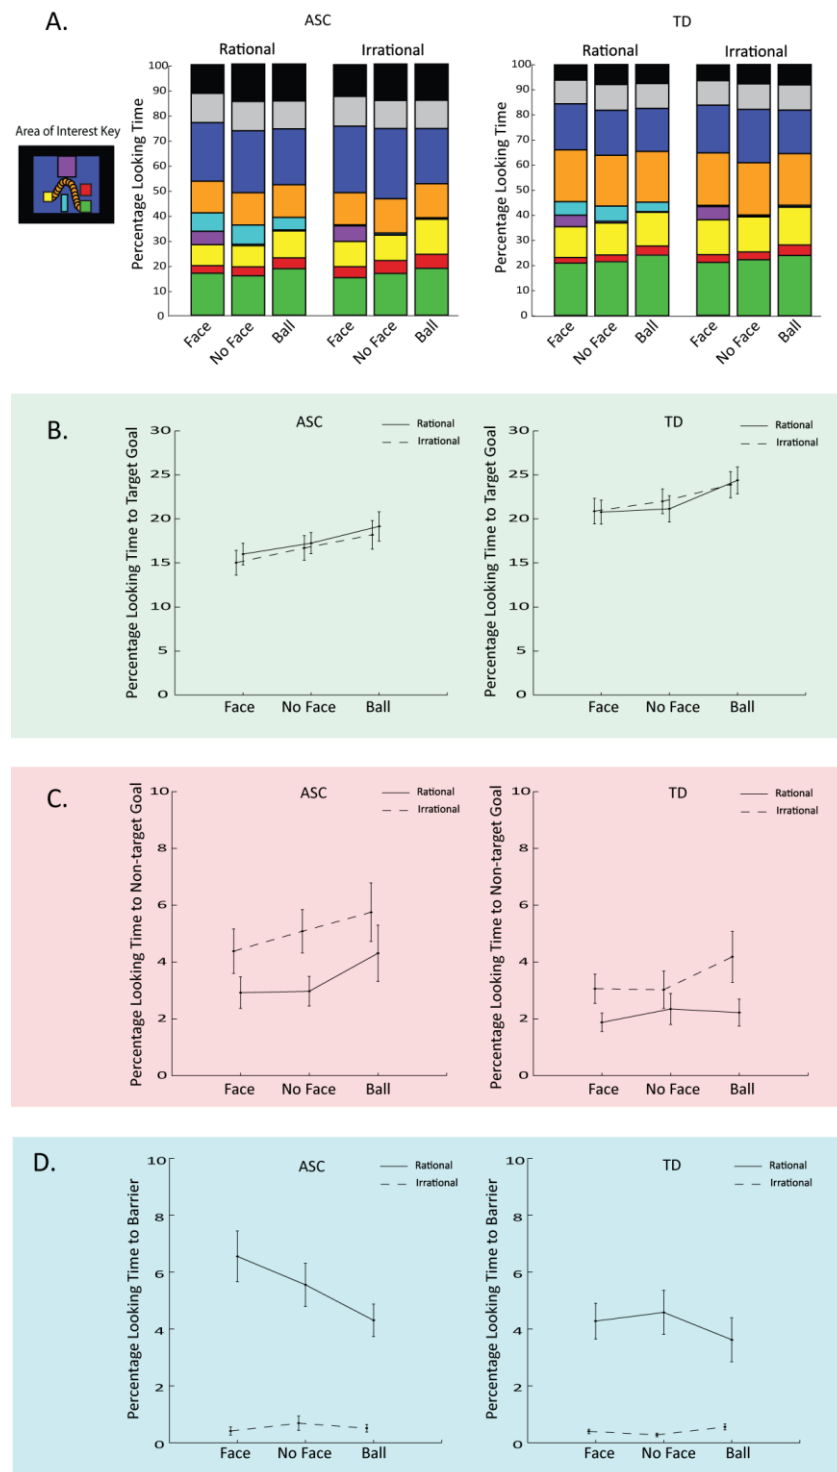 A.
ASC
TD
Rational
Irrational
Rational
Irrational
Area of Interest Key
Percentage Looking Time
100
90
80
70
60
50
40
30
20
10
0
Face
No Face
Ball
Face
No Face
Ball
Percentage Looking Time
100
90
80
70
60
50
40
30
20
10
0
Face
No Face
Ball
Face
No Face
Ball
B.
ASC
Rational
Irrational
Percentage Looking Time to Target Goal
30
25
20
15
10
5
0
Face No Face Ball
TD
Rational
Irrational
Percentage Looking Time to Target Goal
30
25
20
15
10
5
0
Face No Face Ball
C.
ASC
Rational
Irrational
Percentage Looking Time to Non-target Goal
10
8
6
4
2
0
Face No Face Ball
TD
Rational
Irrational
Percentage Looking Time to Non-target Goal
10
8
6
4
2
0
Face No Face Ball
D.
ASC
Rational
Irrational
Percentage Looking Time to Barrier
10
8
6
4
2
0
Face No Face Ball
TD
Rational
Irrational
Percentage Looking Time to Barrier
10
8
6
4
2
0
Face No Face Ball